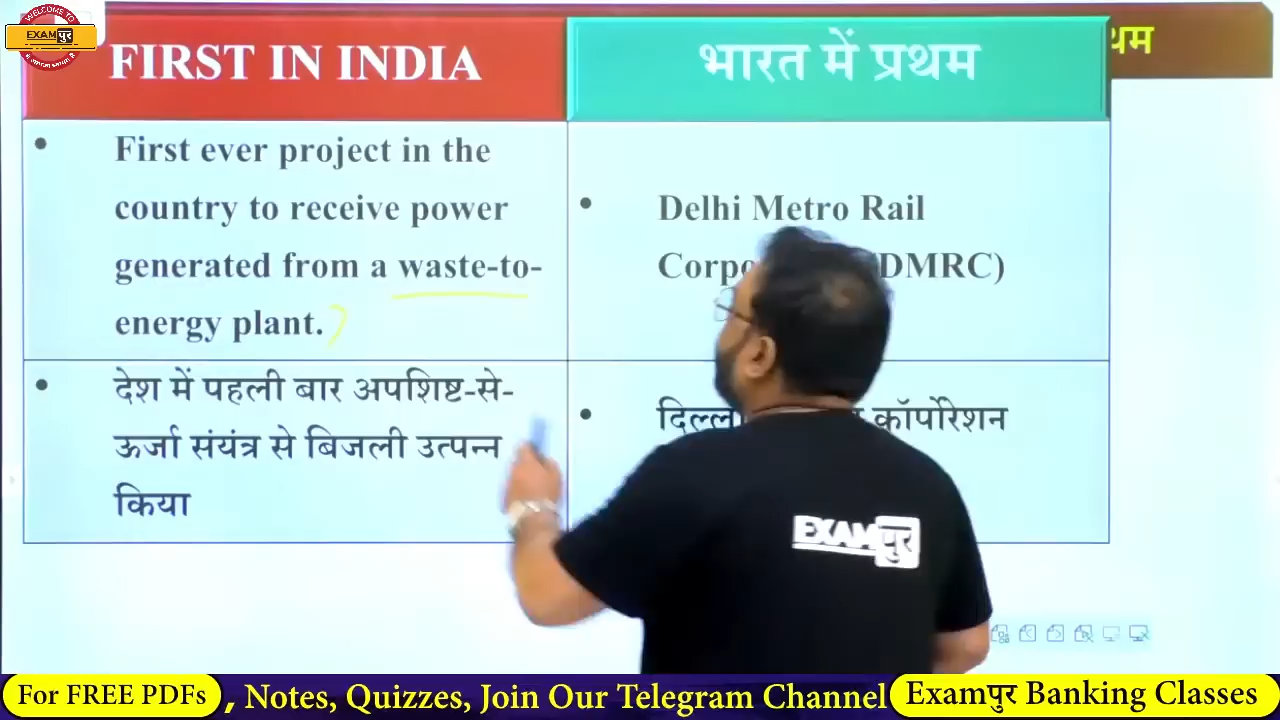 WELCOME TO
EXAMपुर
FIRST IN INDIA
भारत में प्रथम
थम
• First ever project in the
country to receive power
generated from a waste-to-
energy plant.
• Delhi Metro Rail
DMRC)
• देश में पहली बार अपशिष्ट-से-
ऊर्जा संयंत्र से बिजली उत्पन्न
किया
• कॉर्पोरेशन
EXAMपुर
For FREE PDFs , Notes, Quizzes, Join Our Telegram Channel Examपुर Banking Classes